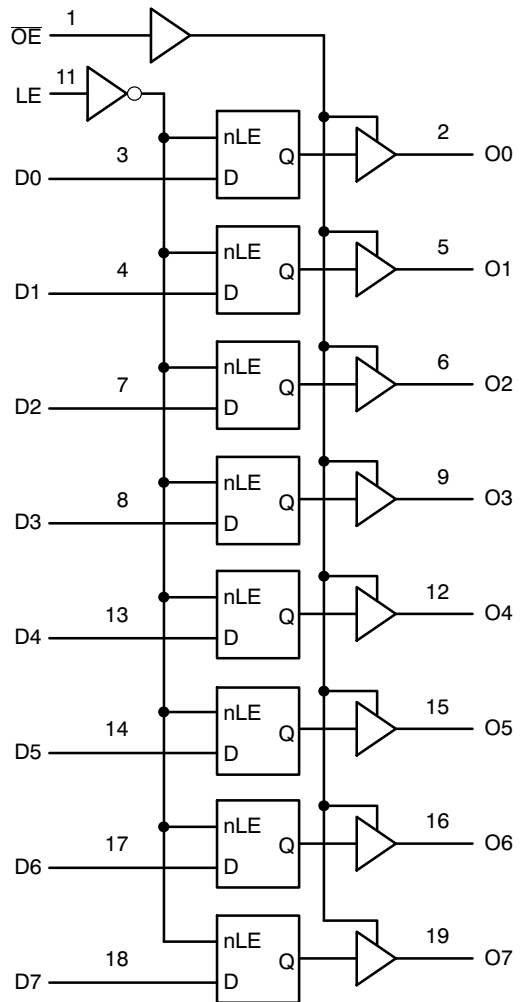 OE 1
LE 11
nLE
3 Q 2 O0
D0 D
nLE
4 Q 5 O1
D1 D
nLE
7 Q 6 O2
D2 D
nLE
8 Q 9 O3
D3 D
nLE
13 Q 12 O4
D4 D
nLE
14 Q 15 O5
D5 D
nLE
17 Q 16 O6
D6 D
nLE
18 Q 19 O7
D7 D